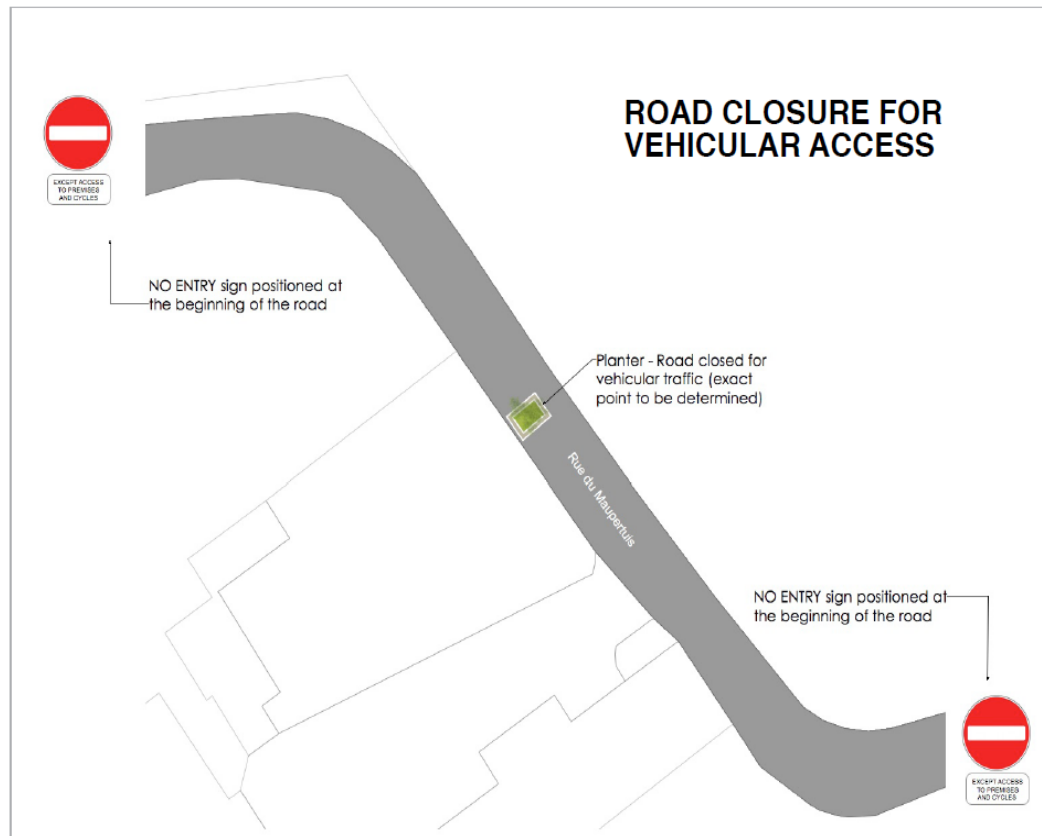 ROAD CLOSURE FOR
VEHICULAR ACCESS
EXCEPT ACCESS
TO PREMISES
AND CYCLES
NO ENTRY sign positioned at
the beginning of the road
Planter - Road closed for
vehicular traffic (exact
point to be determined)
Rue du Maupertuis
NO ENTRY sign positioned at
the beginning of the road
EXCEPT ACCESS
TO PREMISES
AND CYCLES